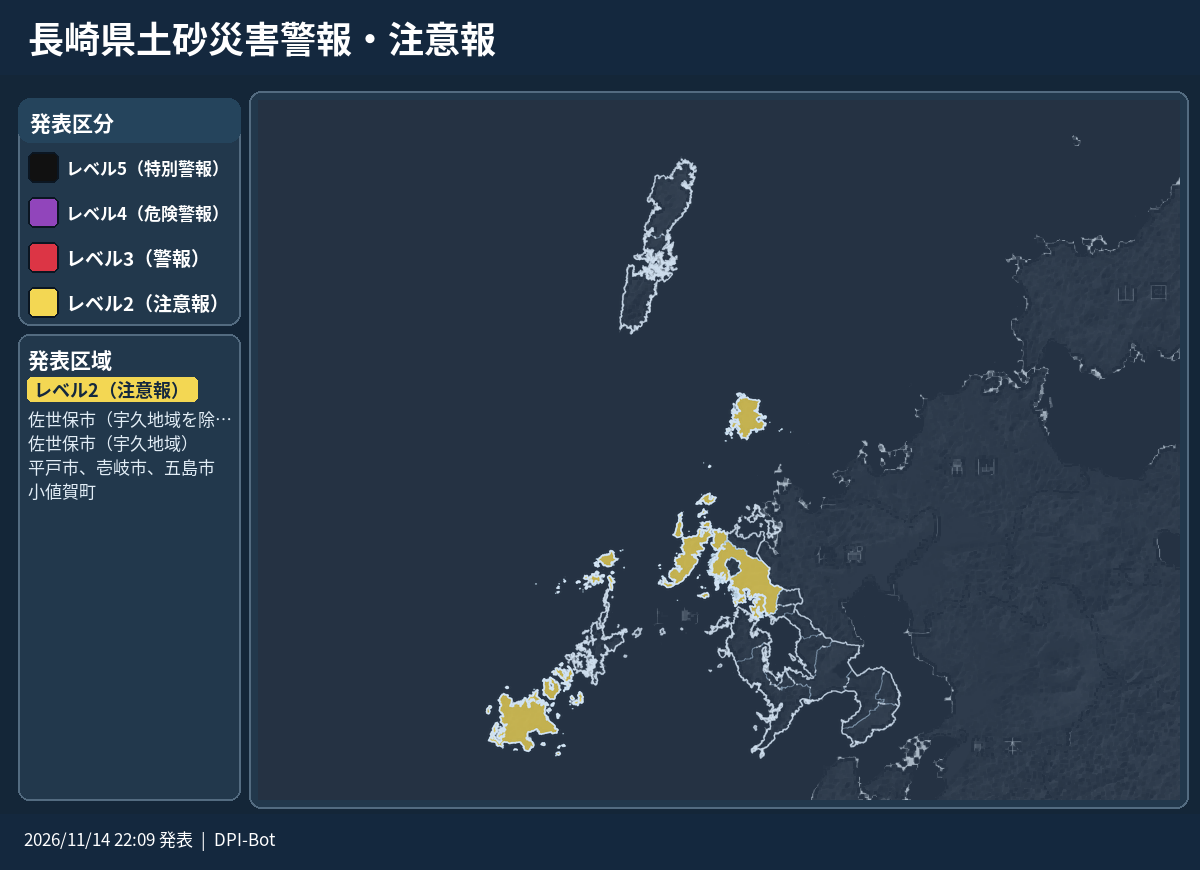 長崎県土砂災害警報・注意報
発表区分
レベル5（特別警報）
レベル4（危険警報）
レベル3（警報）
レベル2（注意報）
発表区域
レベル2（注意報）
佐世保市（宇久地域を除…
佐世保市（宇久地域）
平戸市、壱岐市、五島市
小値賀町
山 口
2026/11/14 22:09 発表 | DPI-Bot